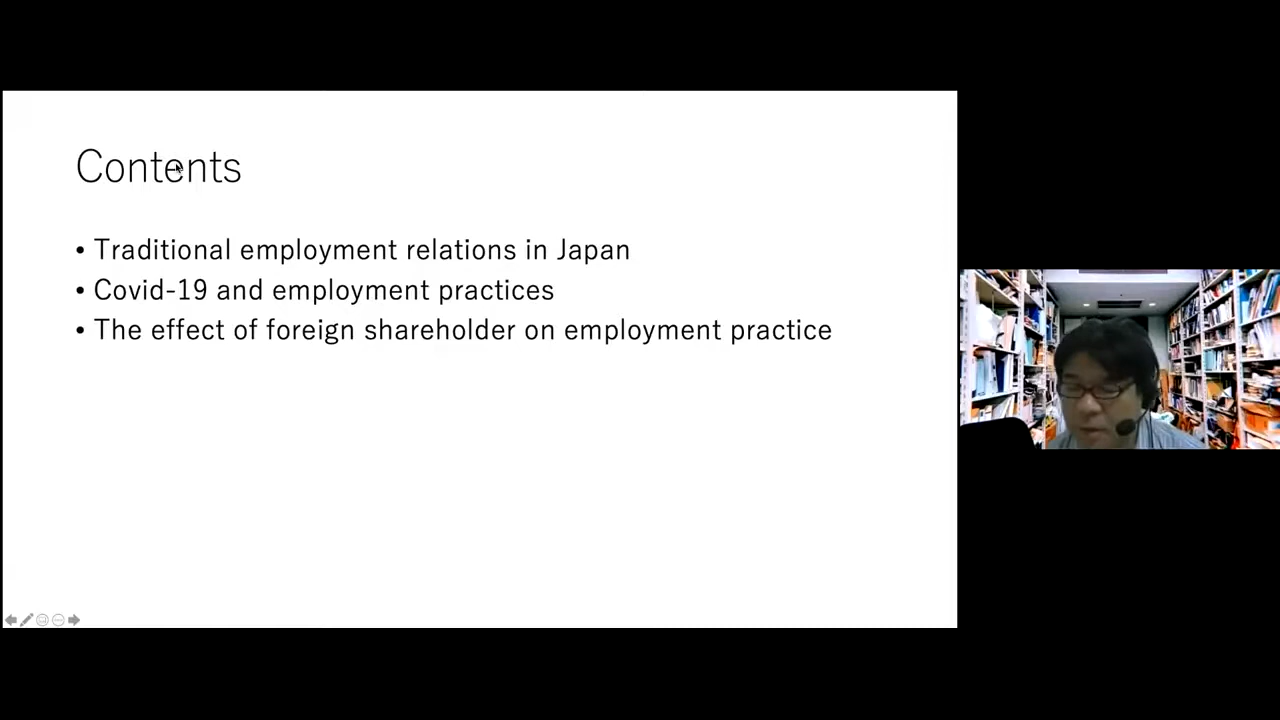 Contents
• Traditional employment relations in Japan
• Covid-19 and employment practices
• The effect of foreign shareholder on employment practice